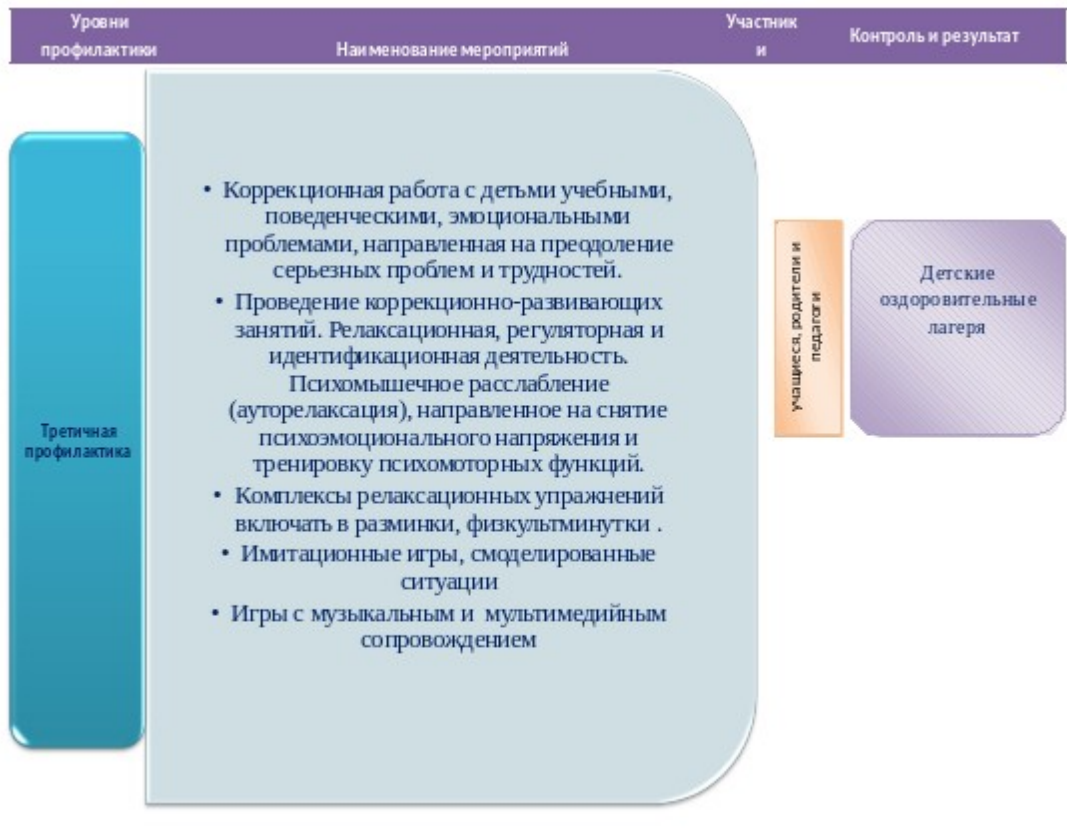 Уровни
профилактики
Наименование мероприятий
Участник
и
Контроль и результат
Третичная
профилактика
• Коррекционная работа с детьми учебными,
поведенческими, эмоциональными
проблемами, направленная на преодоление
серьезных проблем и трудностей.
• Проведение коррекционно-развивающих
занятий. Релаксационная, регуляторная и
идентификационная деятельность.
Психомышечное расслабление
(ауторелаксация), направленное на снятие
психоэмоционального напряжения и
тренировку психомоторных функций.
• Комплексы релаксационных упражнений
включать в разминки, физкультминутки .
• Имитационные игры, смоделированные
ситуации
• Игры с музыкальным и мультимедийным
сопровождением
учащиеся, родители и
педагоги
Детские
оздоровительные
лагеря